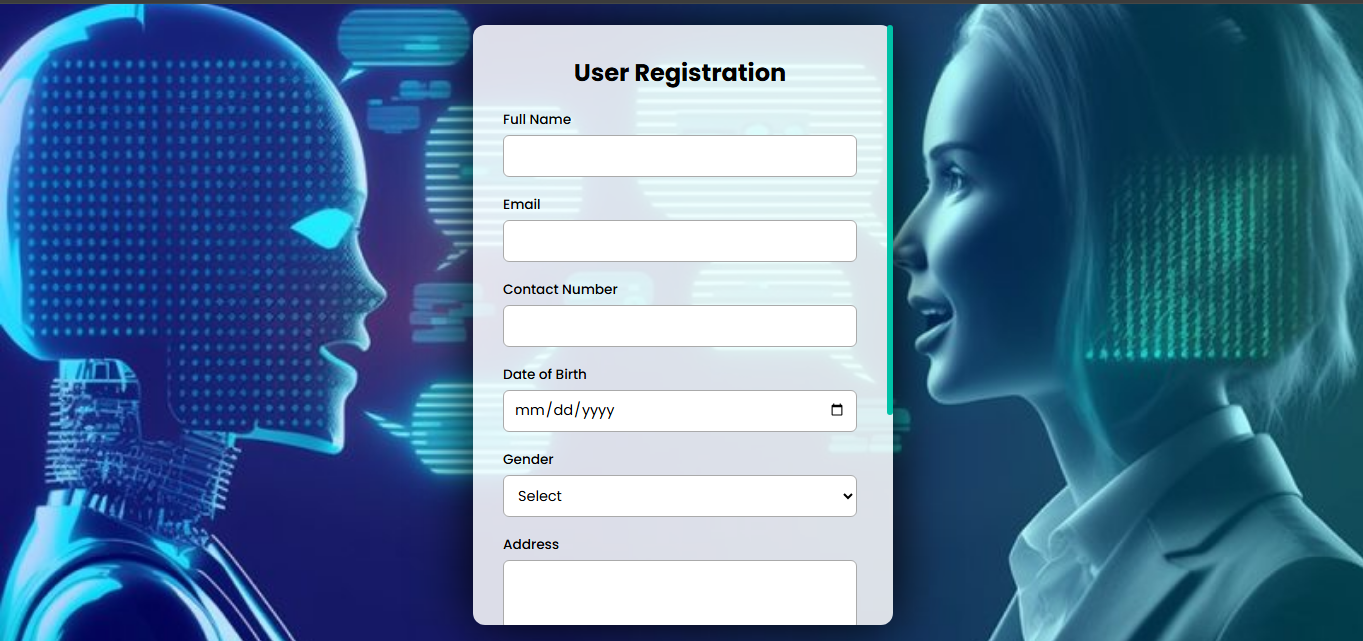 User Registration
Full Name
Email
Contact Number
Date of Birth
mm/dd/yyyy
Gender
Select
Address